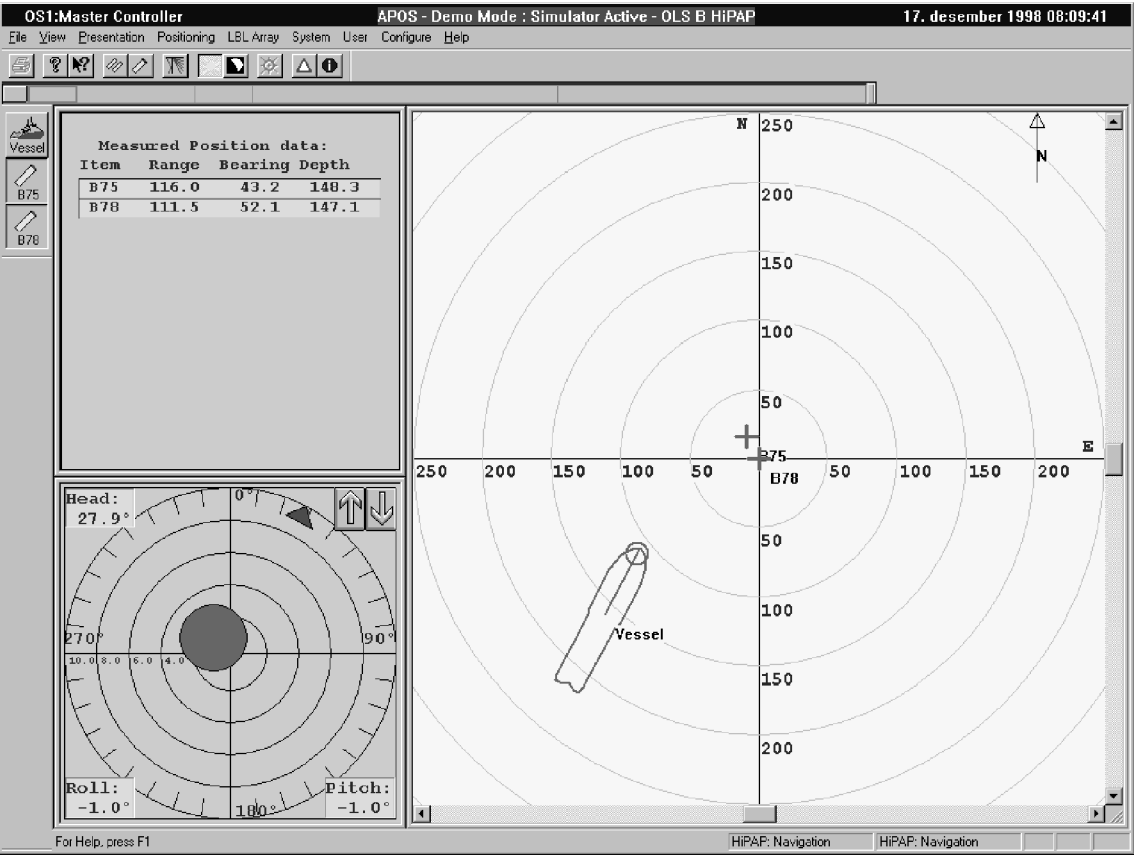 OS1:Master Controller APOS - Demo Mode : Simulator Active - OLS B HiPAP 17. desember 1998 08:09:41
File View Presentation Positioning LBL Array System User Configure Help
Vessel
B75
B78
Measured Position data:
Item Range Bearing Depth
B75 116.0 43.2 148.3
B78 111.5 52.1 147.1
Head:
27.9°
0°
270°
90°
10.0 8.0 6.0 4.0
Roll:
-1.0°
180°
Pitch:
-1.0°
N 250
N
200
150
100
50
E
B75
250 200 150 100 50 50 100 150 200
B78
50
100
Vessel
150
200
For Help, press F1 HiPAP: Navigation HiPAP: Navigation